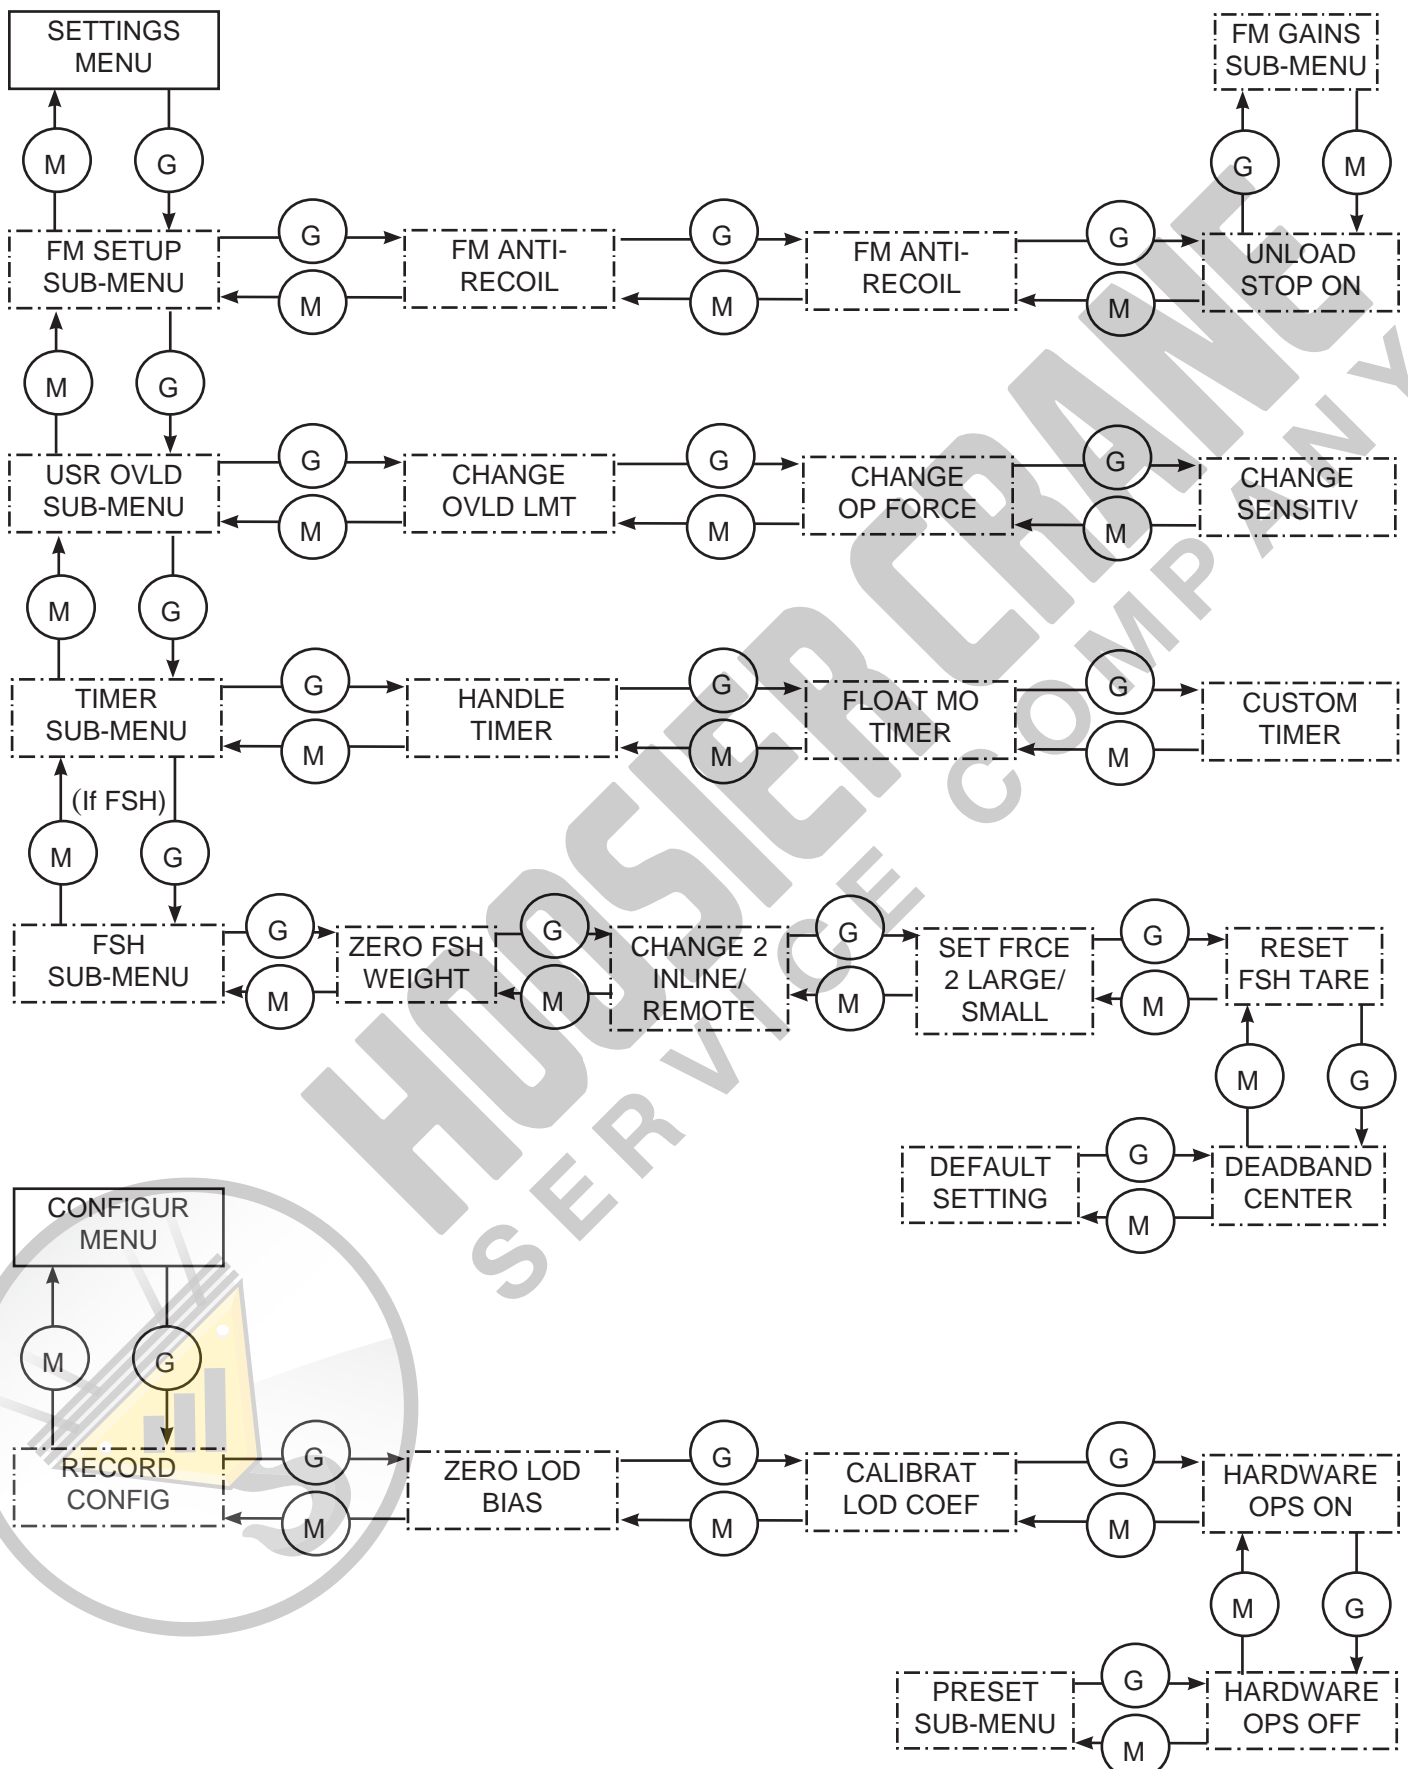 SETTINGS
MENU
FM GAINS
SUB-MENU
M
G
G
M
FM SETUP
SUB-MENU
G
M
FM ANTI-
RECOIL
G
M
FM ANTI-
RECOIL
G
M
UNLOAD
STOP ON
M
G
USR OVLD
SUB-MENU
G
M
CHANGE
OVLD LMT
G
M
CHANGE
OP FORCE
G
M
CHANGE
SENSITIV
M
G
TIMER
SUB-MENU
G
M
HANDLE
TIMER
G
M
FLOAT MO
TIMER
G
M
CUSTOM
TIMER
(If FSH)
M
G
FSH
SUB-MENU
G
M
ZERO FSH
WEIGHT
G
M
CHANGE 2
INLINE/
REMOTE
G
M
SET FRCE
2 LARGE/
SMALL
G
M
RESET
FSH TARE
M
G
DEFAULT
SETTING
G
M
DEADBAND
CENTER
CONFIGUR
MENU
M
G
RECORD
CONFIG
G
M
ZERO LOD
BIAS
G
M
CALIBRAT
LOD COEF
G
M
HARDWARE
OPS ON
M
G
PRESET
SUB-MENU
G
M
HARDWARE
OPS OFF
HOOSIER CRANE
SERVICE COMPANY